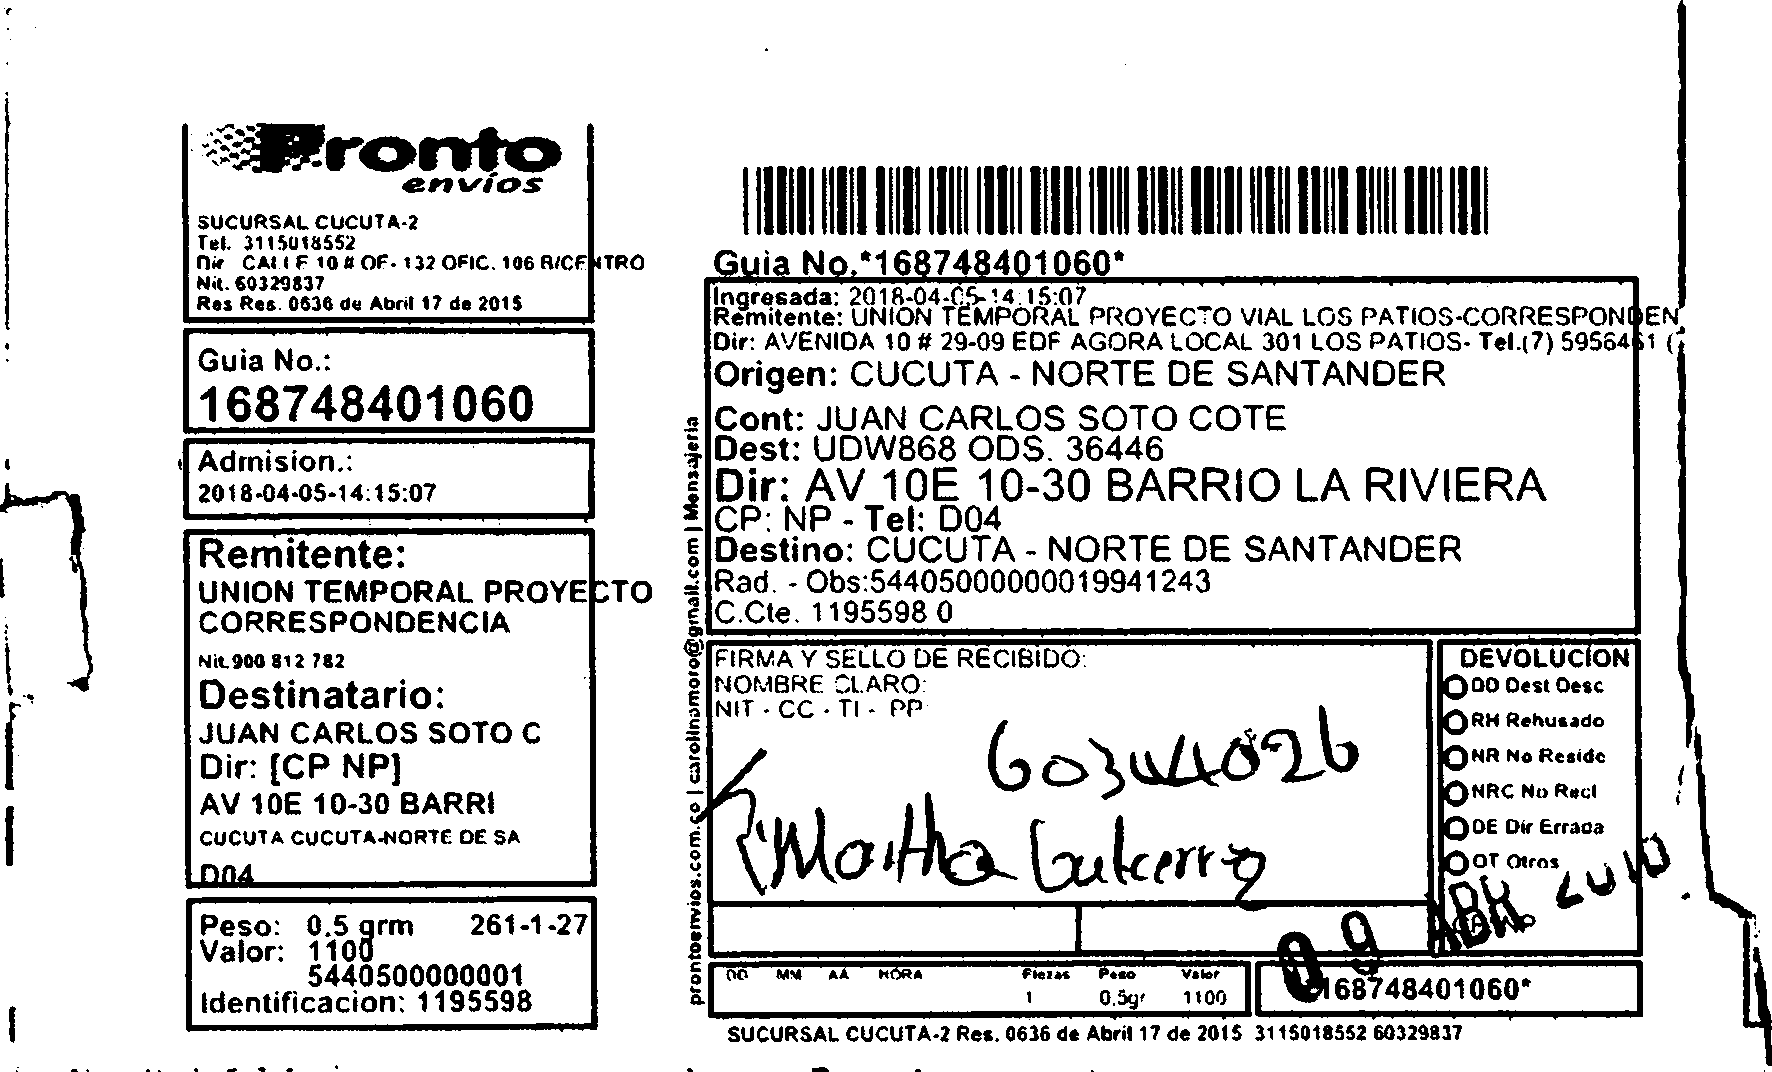 Pronto
envíos
SUCURSAL CUCUTA-2
Tel. 3115018552
Dir CALLE 10 # OF- 132 OFIC. 106 B/CENTRO
Nit. 60329837
Res Res. 0636 de Abril 17 de 2015
Guia No.:
168748401060
Admision.:
2018-04-05-14:15:07
Remitente:
UNION TEMPORAL PROYECTO
CORRESPONDENCIA
Nit.900 812 782
Destinatario:
JUAN CARLOS SOTO C
Dir: [CP NP]
AV 10E 10-30 BARRI
CUCUTA CUCUTA-NORTE DE SA
D04
Peso: 0.5 grm 261-1-27
Valor: 1100
5440500000001
Identificacion: 1195598
prontoenvios.com.co | carolinamoro@gmail.com | Mensajeria
Guia No.*168748401060*
Ingresada: 2018-04-05-14:15:07
Remitente: UNION TEMPORAL PROYECTO VIAL LOS PATIOS-CORRESPONDEN
Dir: AVENIDA 10 # 29-09 EDF AGORA LOCAL 301 LOS PATIOS- Tel.(7) 5956461 (
Origen: CUCUTA - NORTE DE SANTANDER
Cont: JUAN CARLOS SOTO COTE
Dest: UDW868 ODS. 36446
Dir: AV 10E 10-30 BARRIO LA RIVIERA
CP: NP - Tel: D04
Destino: CUCUTA - NORTE DE SANTANDER
Rad. - Obs:544050000000019941243
C.Cte. 1195598 0
FIRMA Y SELLO DE RECIBIDO:
NOMBRE CLARO:
NIT - CC - TI - PP
60344026
Martha Gutierrez
DEVOLUCION
DD Dest Desc
RH Rehusado
NR No Reside
NRC No Recl
DE Dir Errada
OT Otros
09 ABR 2018
DD MM AA HORA Piezas Peso Valor
1 0.5gr 1100
*168748401060*
SUCURSAL CUCUTA-2 Res. 0636 de Abril 17 de 2015 3115018552 60329837